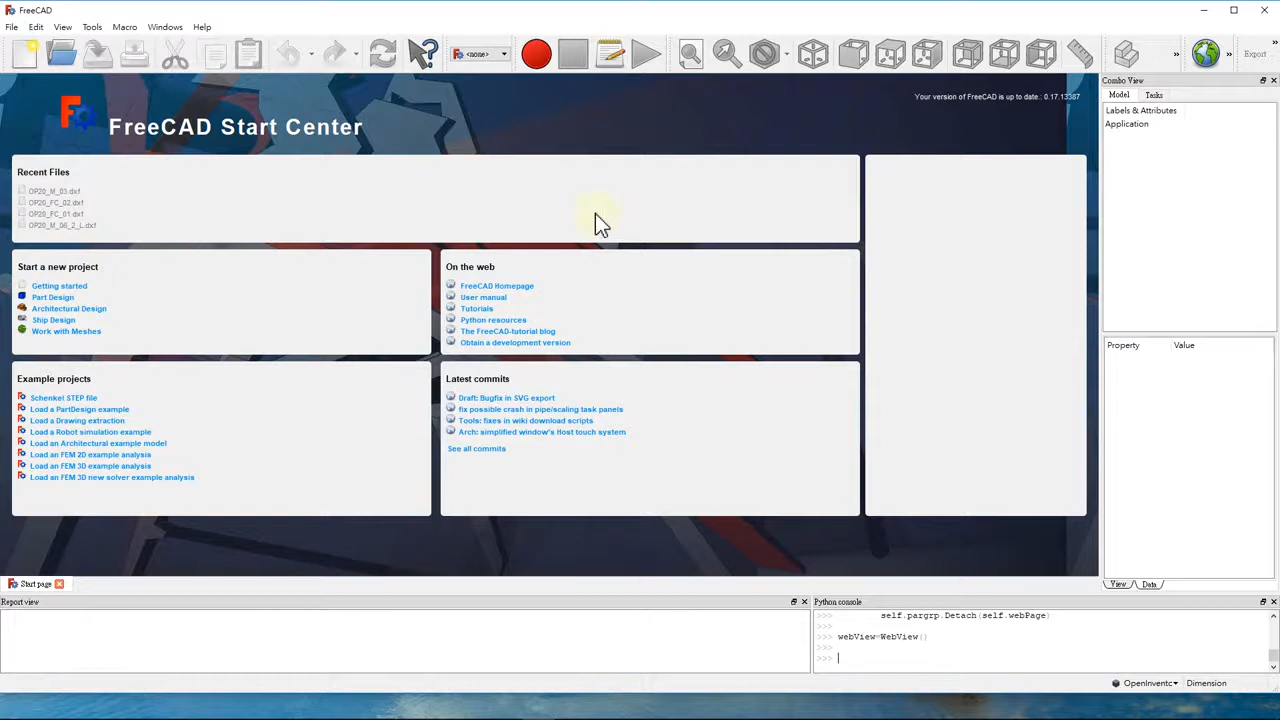 FreeCAD
File Edit View Tools Macro Windows Help
<none>
»
»
Export
»
FreeCAD Start Center
Your version of FreeCAD is up to date.: 0.17.13387
Recent Files
OP20_M_03.dxf
OP20_FC_02.dxf
OP20_FC_01.dxf
OP20_M_06_2_L.dxf
Start a new project
Getting started
Part Design
Architectural Design
Ship Design
Work with Meshes
On the web
FreeCAD Homepage
User manual
Tutorials
Python resources
The FreeCAD-tutorial blog
Obtain a development version
Example projects
Schenkel STEP file
Load a PartDesign example
Load a Drawing extraction
Load a Robot simulation example
Load an Architectural example model
Load an FEM 2D example analysis
Load an FEM 3D example analysis
Load an FEM 3D new solver example analysis
Latest commits
Draft: Bugfix in SVG export
fix possible crash in pipe/scaling task panels
Tools: fixes in wiki download scripts
Arch: simplified window's Host touch system
See all commits
Combo View
Model Tasks
Labels & Attributes
Application
Property Value
View Data
Start page
Report view
Python console
>>> self.pargrp.Detach(self.webPage)
>>>
>>> webView=WebView()
>>>
>>>
OpenInventc Dimension